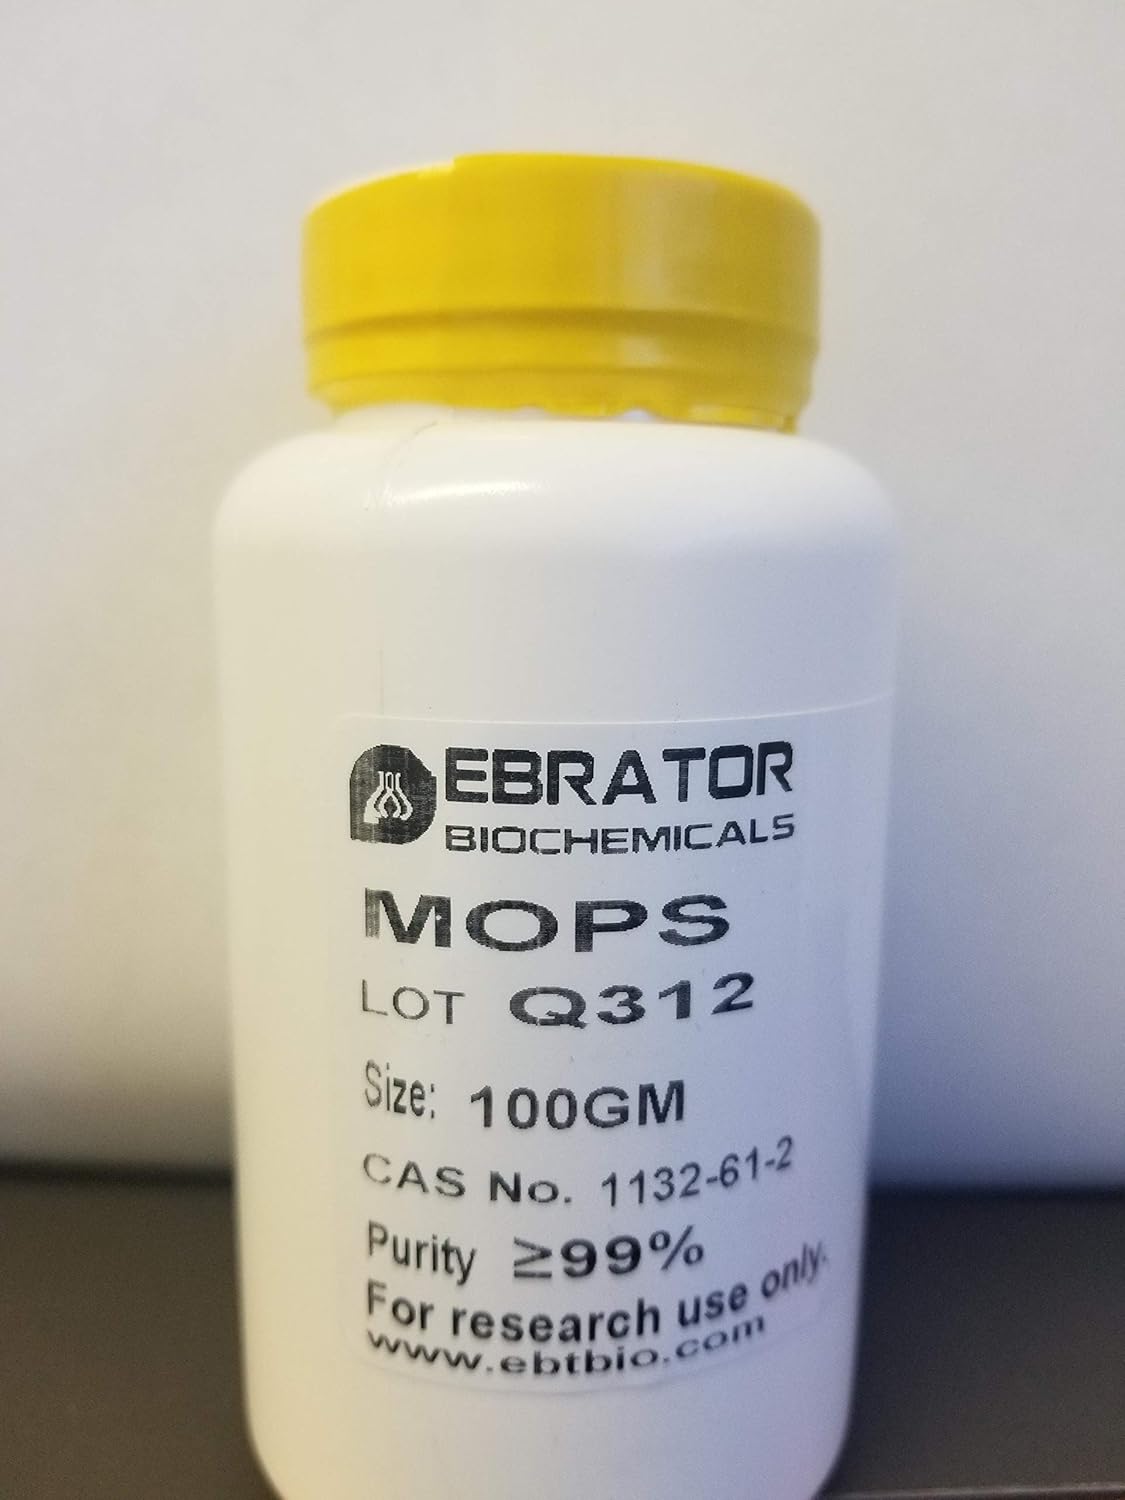 EBRATOR
BIOCHEMICALS
MOPS
LOT Q312
Size: 100GM
CAS No. 1132-61-2
Purity ≥99%
For research use only.
www.ebtbio.com